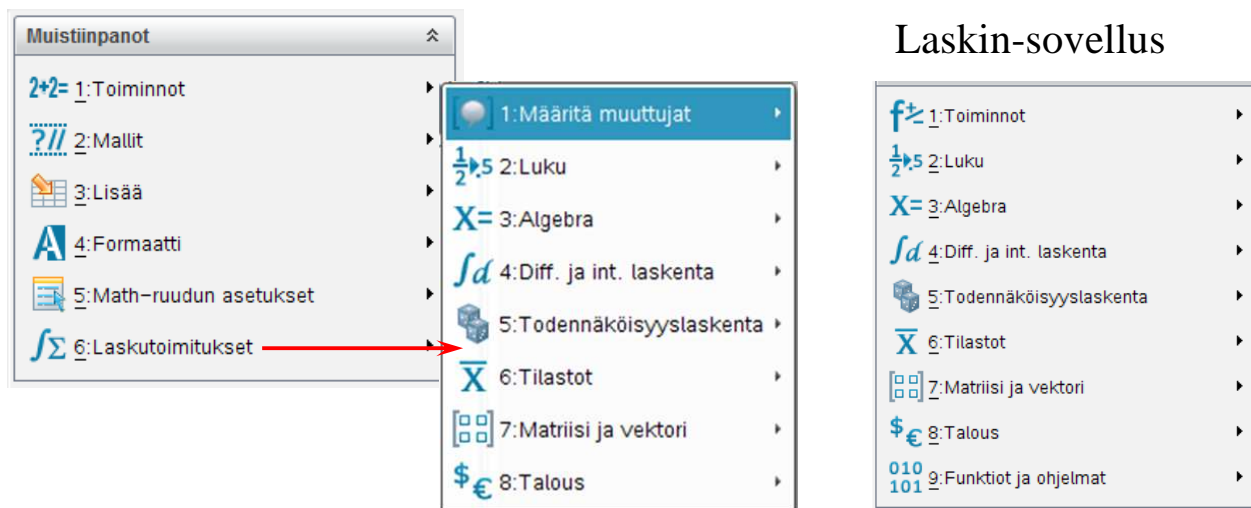 Muistiinpanot
2+2= 1:Toiminnot
?// 2:Mallit
3:Lisää
A 4:Formaatti
5:Math-ruudun asetukset
∫Σ 6:Laskutoimitukset
1:Määritä muuttujat
1/2▸.5 2:Luku
X= 3:Algebra
∫d 4:Diff. ja int. laskenta
5:Todennäköisyyslaskenta
X̅ 6:Tilastot
7:Matriisi ja vektori
$€ 8:Talous
Laskin-sovellus
f± 1:Toiminnot
1/2▸.5 2:Luku
X= 3:Algebra
∫d 4:Diff. ja int. laskenta
5:Todennäköisyyslaskenta
X̅ 6:Tilastot
7:Matriisi ja vektori
$€ 8:Talous
010
101 9:Funktiot ja ohjelmat